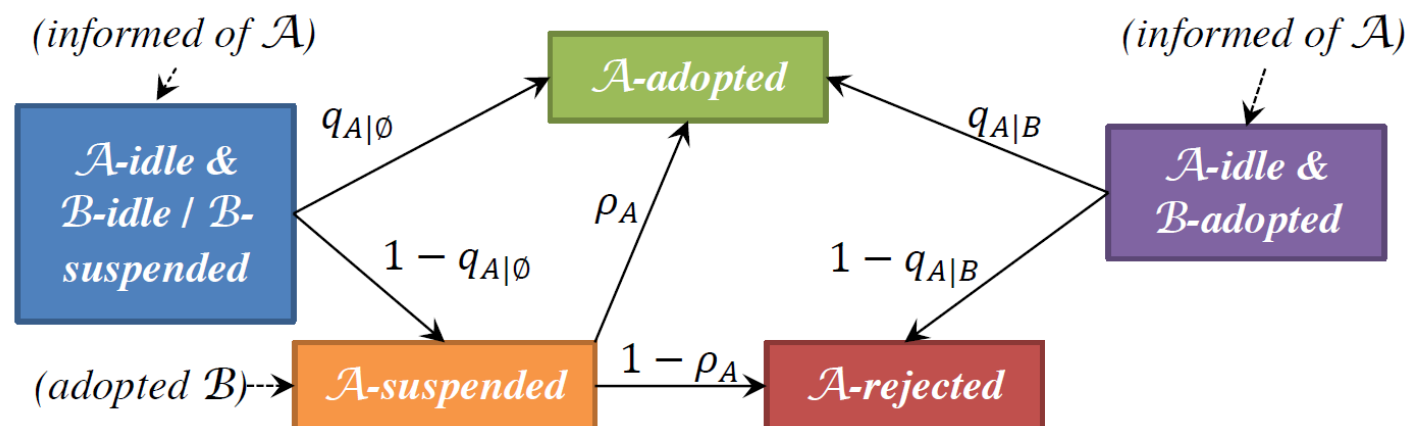 (informed of 𝒜)
(informed of 𝒜)
𝒜-adopted
q_{A|∅}
q_{A|B}
𝒜-idle &
ℬ-idle / ℬ-
suspended
𝒜-idle &
ℬ-adopted
ρ_A
1 − q_{A|∅}
1 − q_{A|B}
(adopted ℬ)
𝒜-suspended
1 − ρ_A
𝒜-rejected